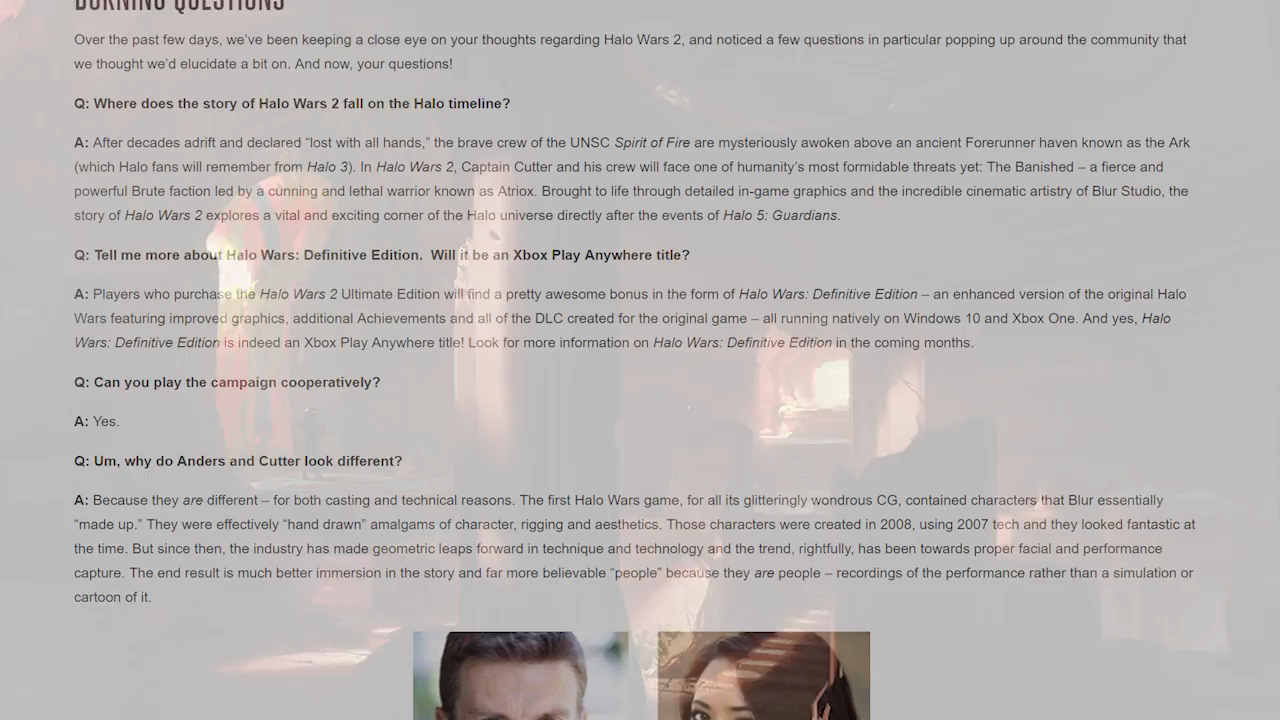 BURNING QUESTIONS
Over the past few days, we've been keeping a close eye on your thoughts regarding Halo Wars 2, and noticed a few questions in particular popping up around the community that
we thought we'd elucidate a bit on. And now, your questions!
Q: Where does the story of Halo Wars 2 fall on the Halo timeline?
A: After decades adrift and declared “lost with all hands,” the brave crew of the UNSC Spirit of Fire are mysteriously awoken above an ancient Forerunner haven known as the Ark
(which Halo fans will remember from Halo 3). In Halo Wars 2, Captain Cutter and his crew will face one of humanity's most formidable threats yet: The Banished – a fierce and
powerful Brute faction led by a cunning and lethal warrior known as Atriox. Brought to life through detailed in-game graphics and the incredible cinematic artistry of Blur Studio, the
story of Halo Wars 2 explores a vital and exciting corner of the Halo universe directly after the events of Halo 5: Guardians.
Q: Tell me more about Halo Wars: Definitive Edition.  Will it be an Xbox Play Anywhere title?
A: Players who purchase the Halo Wars 2 Ultimate Edition will find a pretty awesome bonus in the form of Halo Wars: Definitive Edition – an enhanced version of the original Halo
Wars featuring improved graphics, additional Achievements and all of the DLC created for the original game – all running natively on Windows 10 and Xbox One. And yes, Halo
Wars: Definitive Edition is indeed an Xbox Play Anywhere title! Look for more information on Halo Wars: Definitive Edition in the coming months.
Q: Can you play the campaign cooperatively?
A: Yes.
Q: Um, why do Anders and Cutter look different?
A: Because they are different – for both casting and technical reasons. The first Halo Wars game, for all its glitteringly wondrous CG, contained characters that Blur essentially
“made up.” They were effectively “hand drawn” amalgams of character, rigging and aesthetics. Those characters were created in 2008, using 2007 tech and they looked fantastic at
the time. But since then, the industry has made geometric leaps forward in technique and technology and the trend, rightfully, has been towards proper facial and performance
capture. The end result is much better immersion in the story and far more believable “people” because they are people – recordings of the performance rather than a simulation or
cartoon of it.